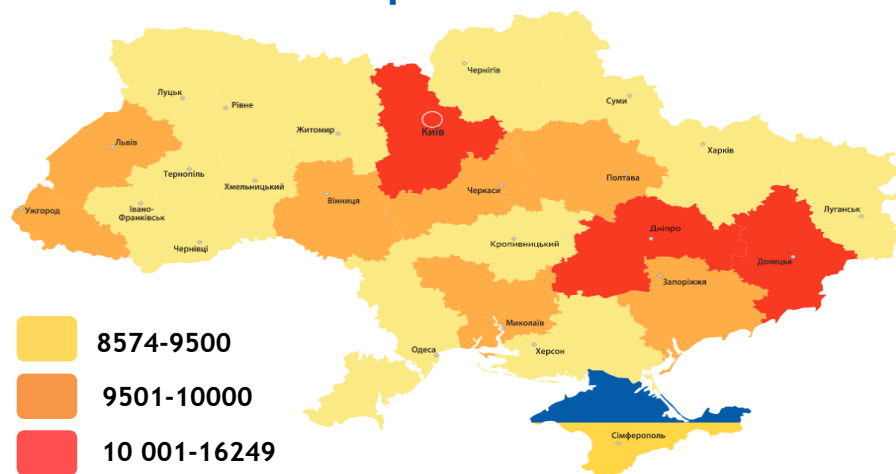 Чернігів
Луцьк
Рівне
Суми
Київ
Житомир
Львів
Харків
Тернопіль
Хмельницький
Полтава
Вінниця
Черкаси
Ужгород
Івано-
Франківськ
Луганськ
Чернівці
Кропивницький
Дніпро
Донецьк
Запоріжжя
Миколаїв
Одеса
Херсон
Сімферополь
8574-9500
9501-10000
10 001-16249